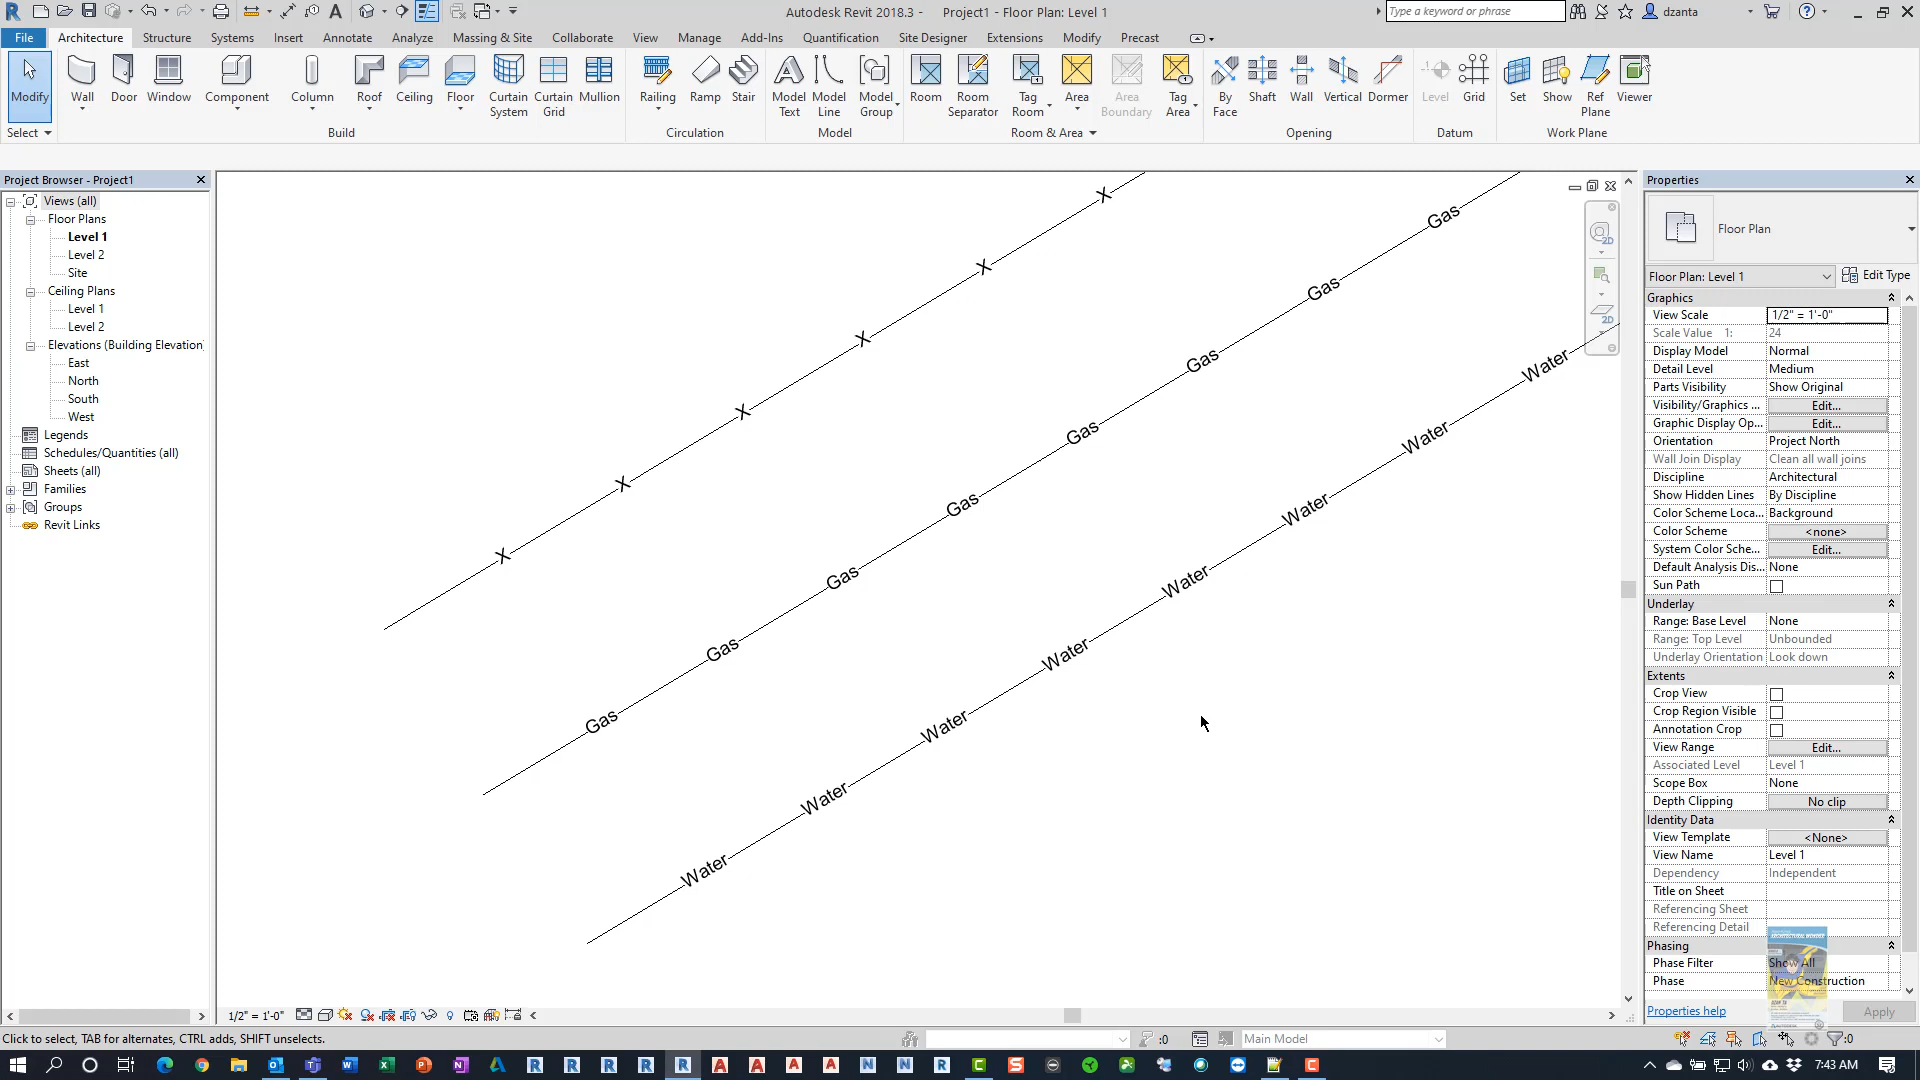 Autodesk Revit 2018.3 - Project1 - Floor Plan: Level 1
Type a keyword or phrase
dzanta
File Architecture Structure Systems Insert Annotate Analyze Massing & Site Collaborate View Manage Add-Ins Quantification Site Designer Extensions Modify Precast
Modify Wall Door Window Component Column Roof Ceiling Floor Curtain System Curtain Grid Mullion Railing Ramp Stair Model Text Model Line Model Group Room Room Separator Tag Room Area Area Boundary Tag Area By Face Shaft Wall Vertical Dormer Level Grid Set Show Ref Plane Viewer
Select Build Circulation Model Room & Area Opening Datum Work Plane
Project Browser - Project1
Views (all)
Floor Plans
Level 1
Level 2
Site
Ceiling Plans
Level 1
Level 2
Elevations (Building Elevation
East
North
South
West
Legends
Schedules/Quantities (all)
Sheets (all)
Families
Groups
Revit Links
X X X X X X
Gas Gas Gas Gas Gas Gas Gas Gas
Water Water Water Water Water Water Water Water
2D
2D
Properties
Floor Plan
Floor Plan: Level 1 Edit Type
Graphics
View Scale 1/2" = 1'-0"
Scale Value 1: 24
Display Model Normal
Detail Level Medium
Parts Visibility Show Original
Visibility/Graphics ... Edit...
Graphic Display Op... Edit...
Orientation Project North
Wall Join Display Clean all wall joins
Discipline Architectural
Show Hidden Lines By Discipline
Color Scheme Loca... Background
Color Scheme <none>
System Color Sche... Edit...
Default Analysis Dis... None
Sun Path
Underlay
Range: Base Level None
Range: Top Level Unbounded
Underlay Orientation Look down
Extents
Crop View
Crop Region Visible
Annotation Crop
View Range Edit...
Associated Level Level 1
Scope Box None
Depth Clipping No clip
Identity Data
View Template <None>
View Name Level 1
Dependency Independent
Title on Sheet
Referencing Sheet
Referencing Detail
Phasing
Phase Filter Show All
Phase New Construction
Properties help Apply
1/2" = 1'-0"
Click to select, TAB for alternates, CTRL adds, SHIFT unselects.
:0 Main Model :0
7:43 AM